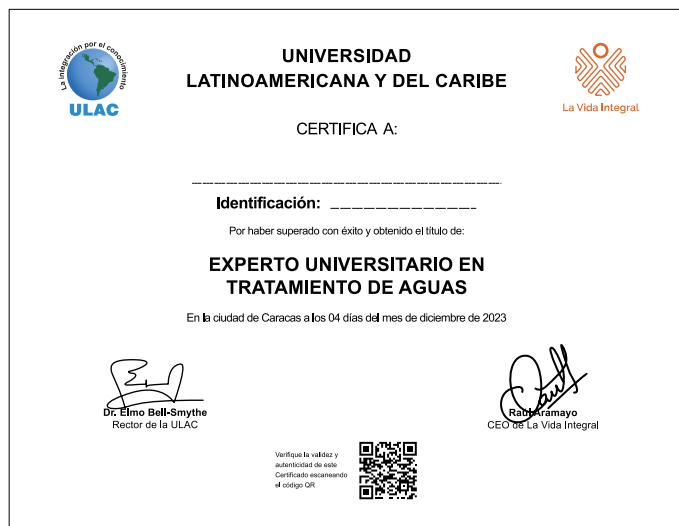 La integración por el conocimiento
ULAC
UNIVERSIDAD
LATINOAMERICANA Y DEL CARIBE
La Vida Integral
CERTIFICA A:
Identificación:
Por haber superado con éxito y obtenido el título de:
EXPERTO UNIVERSITARIO EN
TRATAMIENTO DE AGUAS
En la ciudad de Caracas a los 04 días del mes de diciembre de 2023
Dr. Elmo Bell-Smythe
Rector de la ULAC
Raúl Aramayo
CEO de La Vida Integral
Verifique la validez y
autenticidad de este
Certificado escaneando
el código QR